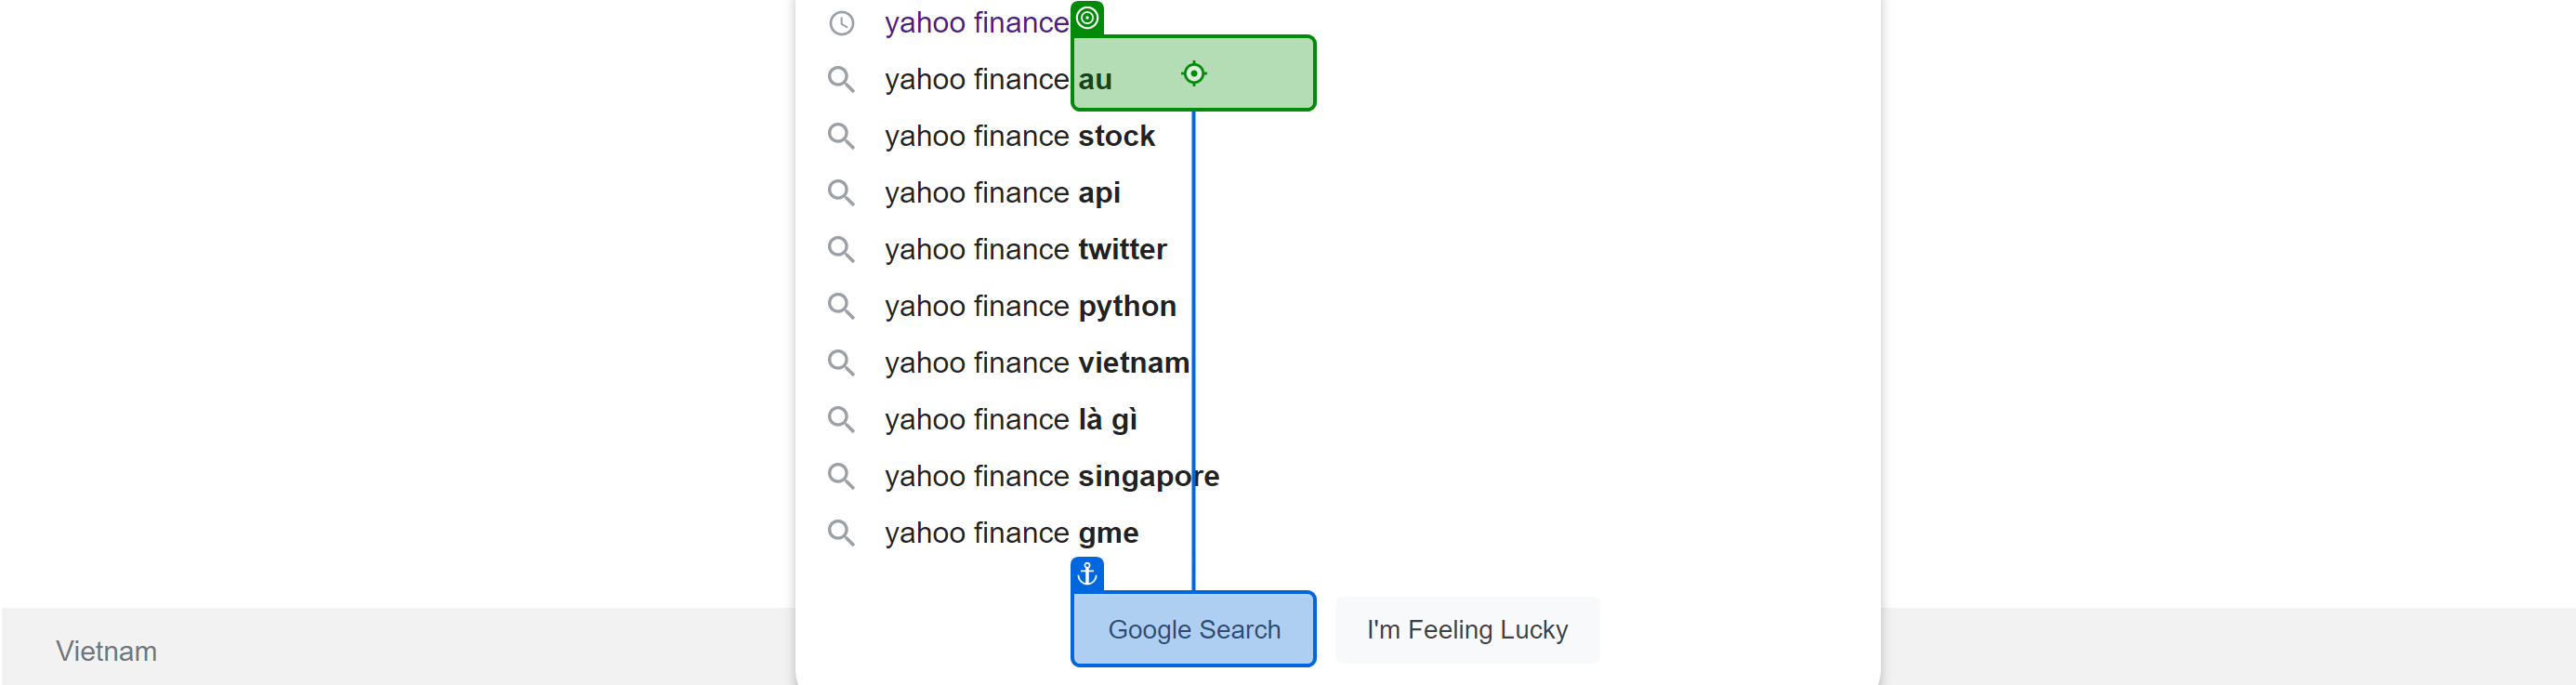 yahoo finance
yahoo finance au
yahoo finance stock
yahoo finance api
yahoo finance twitter
yahoo finance python
yahoo finance vietnam
yahoo finance là gì
yahoo finance singapore
yahoo finance gme
Google Search I'm Feeling Lucky
Vietnam